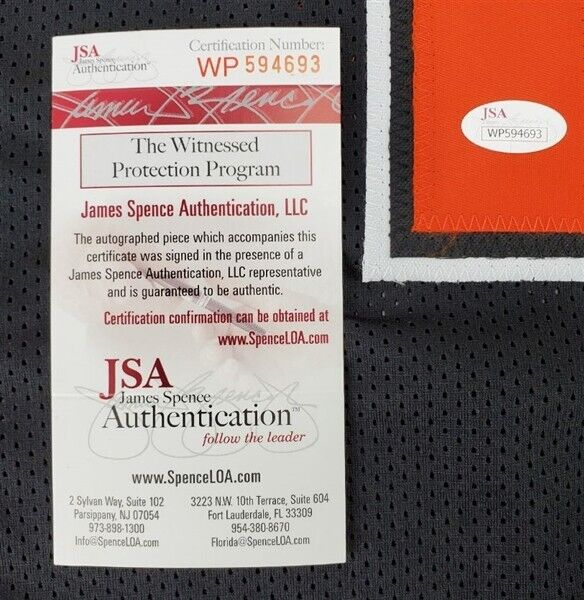 JSA
James Spence
Authentication™
Certification Number:
WP 594693
The Witnessed
Protection Program
James Spence Authentication, LLC
The autographed piece which accompanies this
certificate was signed in the presence of a
James Spence Authentication, LLC representative
and is guaranteed to be authentic.
Certification confirmation can be obtained at
www.SpenceLOA.com
JSA
James Spence
Authentication™
follow the leader
www.SpenceLOA.com
2 Sylvan Way, Suite 102
Parsippany, NJ 07054
973-898-1300
Info@SpenceLOA.com
3223 N.W. 10th Terrace, Suite 604
Fort Lauderdale, FL 33309
954-380-8670
Florida@SpenceLOA.com
JSA
WP594693